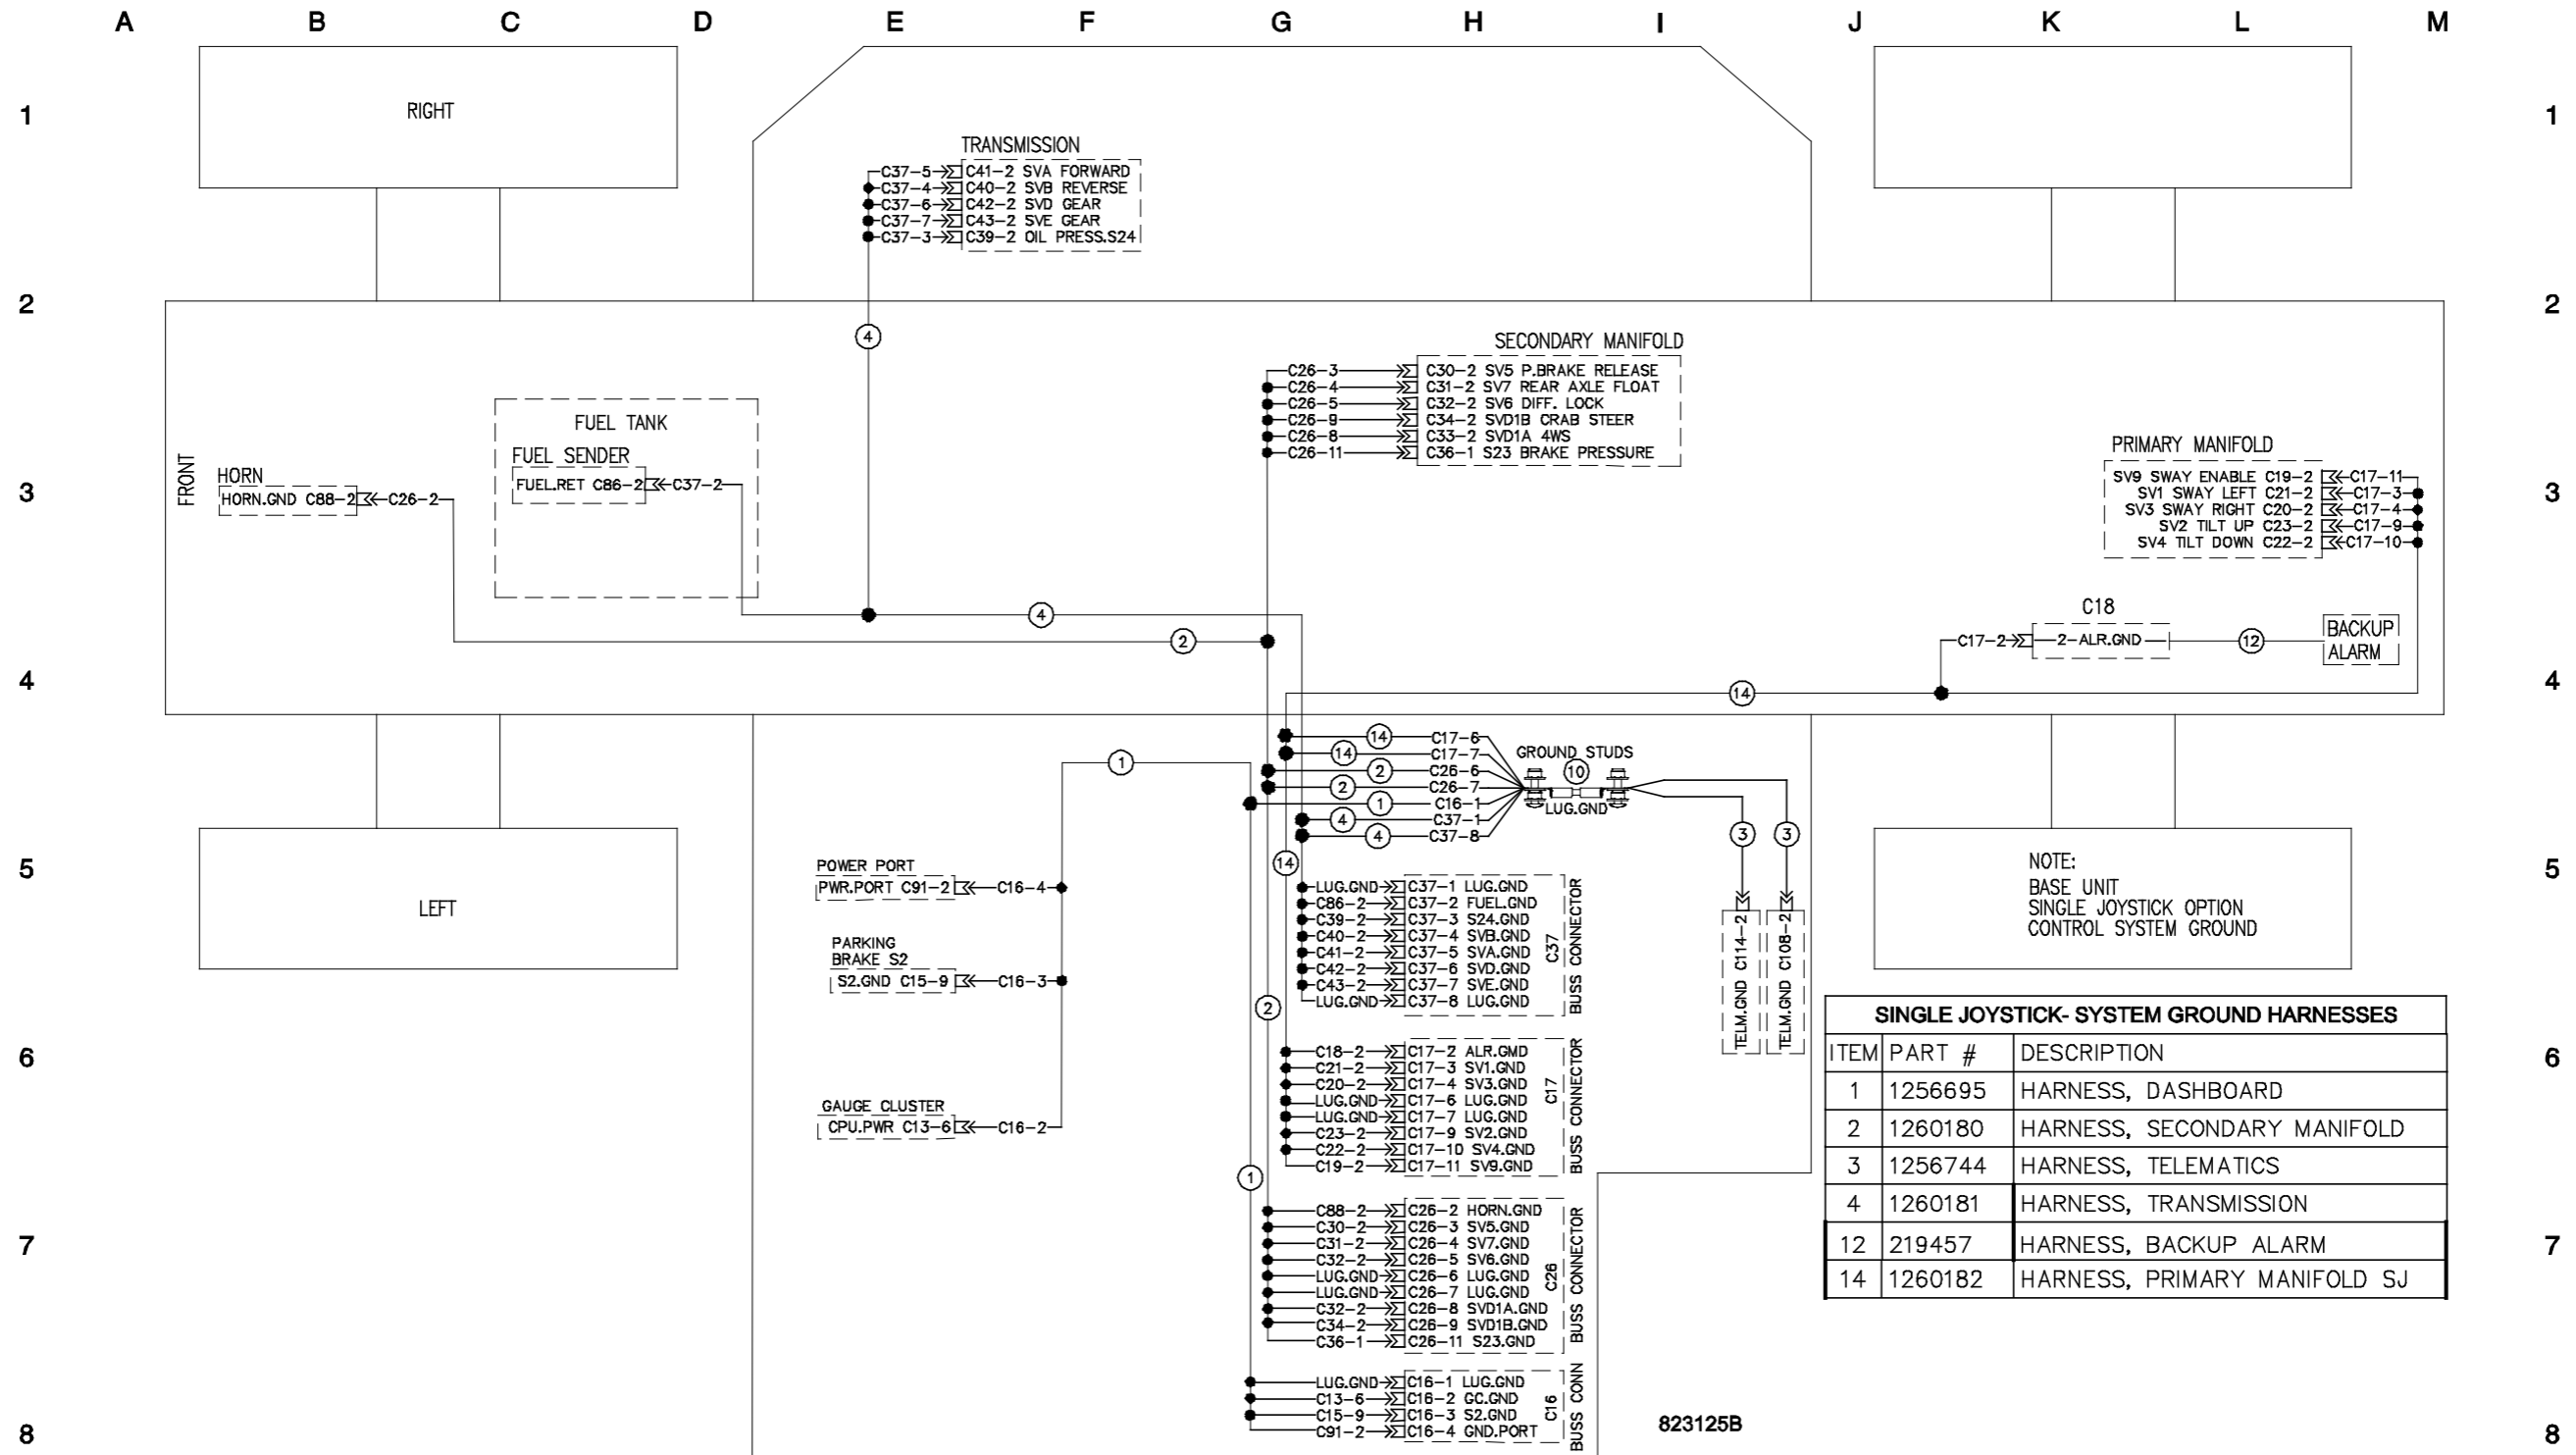 A B C D E F G H I J K L M
1 1
RIGHT
TRANSMISSION
C37-5 C41-2 SVA FORWARD
C37-4 C40-2 SVB REVERSE
C37-6 C42-2 SVD GEAR
C37-7 C43-2 SVE GEAR
C37-3 C39-2 OIL PRESS.S24
2 2
4
SECONDARY MANIFOLD
C26-3 C30-2 SV5 P.BRAKE RELEASE
C26-4 C31-2 SV7 REAR AXLE FLOAT
C26-5 C32-2 SV6 DIFF. LOCK
C26-9 C34-2 SVD1B CRAB STEER
C26-8 C33-2 SVD1A 4WS
C26-11 C36-1 S23 BRAKE PRESSURE
FUEL TANK
FUEL SENDER
FUEL.RET C86-2 C37-2
FRONT
HORN
HORN.GND C88-2 C26-2
3 3
PRIMARY MANIFOLD
SV9 SWAY ENABLE C19-2 C17-11
SV1 SWAY LEFT C21-2 C17-3
SV3 SWAY RIGHT C20-2 C17-4
SV2 TILT UP C23-2 C17-9
SV4 TILT DOWN C22-2 C17-10
4
2
C18
C17-2 2-ALR.GND 12
BACKUP
ALARM
4 4
14
14 C17-6
14 C17-7
2 C26-6
2 C26-7
1 C16-1
4 C37-1
4 C37-8
GROUND STUDS
10
LUG.GND
1
3 3
5 5
14
LEFT
POWER PORT
PWR.PORT C91-2 C16-4
PARKING
BRAKE S2
S2.GND C15-9 C16-3
GAUGE CLUSTER
CPU.PWR C13-6 C16-2
LUG.GND C37-1 LUG.GND
C86-2 C37-2 FUEL.GND
C39-2 C37-3 S24.GND
C40-2 C37-4 SVB.GND
C41-2 C37-5 SVA.GND
C42-2 C37-6 SVD.GND
C43-2 C37-7 SVE.GND
LUG.GND C37-8 LUG.GND
C37
BUSS CONNECTOR
TELM.GND C114-2
TELM.GND C108-2
NOTE:
BASE UNIT
SINGLE JOYSTICK OPTION
CONTROL SYSTEM GROUND
2
6 6
C18-2 C17-2 ALR.GMD
C21-2 C17-3 SV1.GND
C20-2 C17-4 SV3.GND
LUG.GND C17-6 LUG.GND
LUG.GND C17-7 LUG.GND
C23-2 C17-9 SV2.GND
C22-2 C17-10 SV4.GND
C19-2 C17-11 SV9.GND
C17
BUSS CONNECTOR
1
7 7
C88-2 C26-2 HORN.GND
C30-2 C26-3 SV5.GND
C31-2 C26-4 SV7.GND
C32-2 C26-5 SV6.GND
LUG.GND C26-6 LUG.GND
LUG.GND C26-7 LUG.GND
C32-2 C26-8 SVD1A.GND
C34-2 C26-9 SVD1B.GND
C36-1 C26-11 S23.GND
C26
BUSS CONNECTOR
LUG.GND C16-1 LUG.GND
C13-6 C16-2 GC.GND
C15-9 C16-3 S2.GND
C91-2 C16-4 GND.PORT
C16
BUSS CONN
SINGLE JOYSTICK- SYSTEM GROUND HARNESSES
ITEM PART # DESCRIPTION
1 1256695 HARNESS, DASHBOARD
2 1260180 HARNESS, SECONDARY MANIFOLD
3 1256744 HARNESS, TELEMATICS
4 1260181 HARNESS, TRANSMISSION
12 219457 HARNESS, BACKUP ALARM
14 1260182 HARNESS, PRIMARY MANIFOLD SJ
823125B
8 8